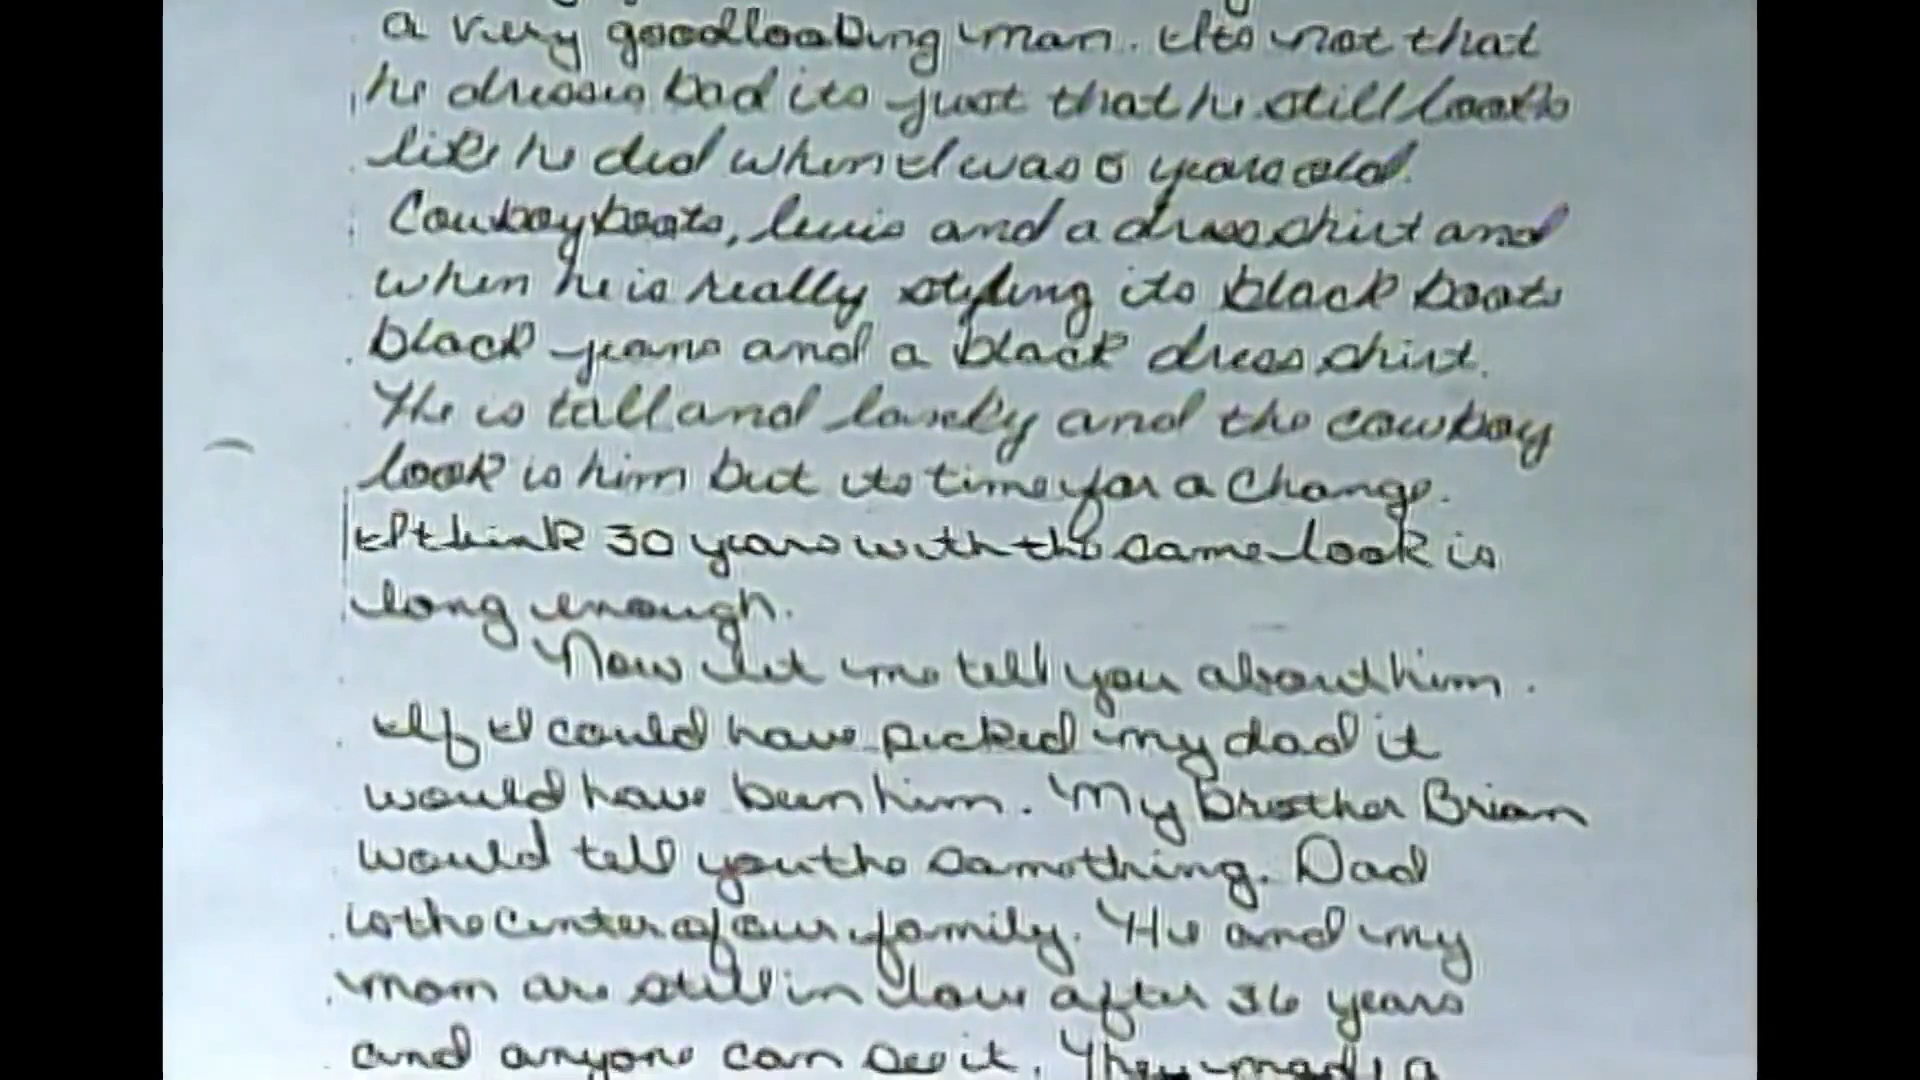 a very goodlooking man. Its not that
he dresses bad its just that he still looks
like he did when I was 5 years old.
Cowboy boots, levis and a dress shirt and
when he is really styling its black boots
black jeans and a black dress shirt.
He is tall and lanky and the cowboy
look is him but its time for a change.
I think 30 years with the same look is
long enough.
Now let me tell you about him.
If I could have picked my dad it
would have been him. My brother Brian
would tell you the same thing. Dad
is the center of our family. He and my
mom are still in love after 36 years
and anyone can see it. They made a